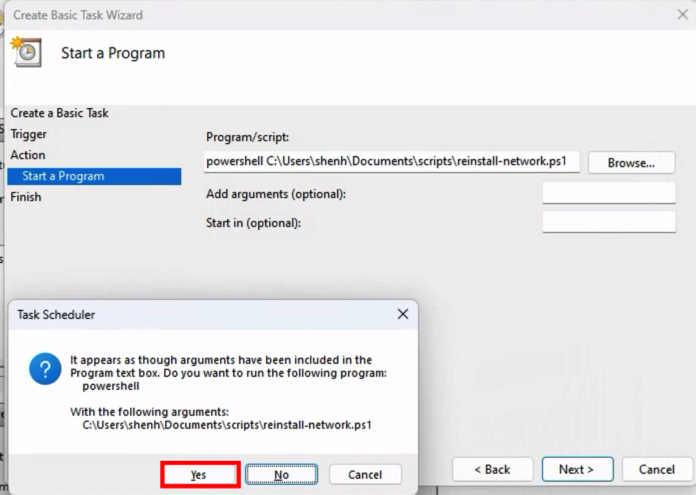 Create Basic Task Wizard
Start a Program
Create a Basic Task
Trigger
Action
Start a Program
Finish
Program/script:
powershell C:\Users\shenh\Documents\scripts\reinstall-network.ps1
Browse...
Add arguments (optional):
Start in (optional):
Task Scheduler
It appears as though arguments have been included in the
Program text box. Do you want to run the following program:
powershell
With the following arguments:
C:\Users\shenh\Documents\scripts\reinstall-network.ps1
Yes
No
Cancel
< Back
Next >
Cancel